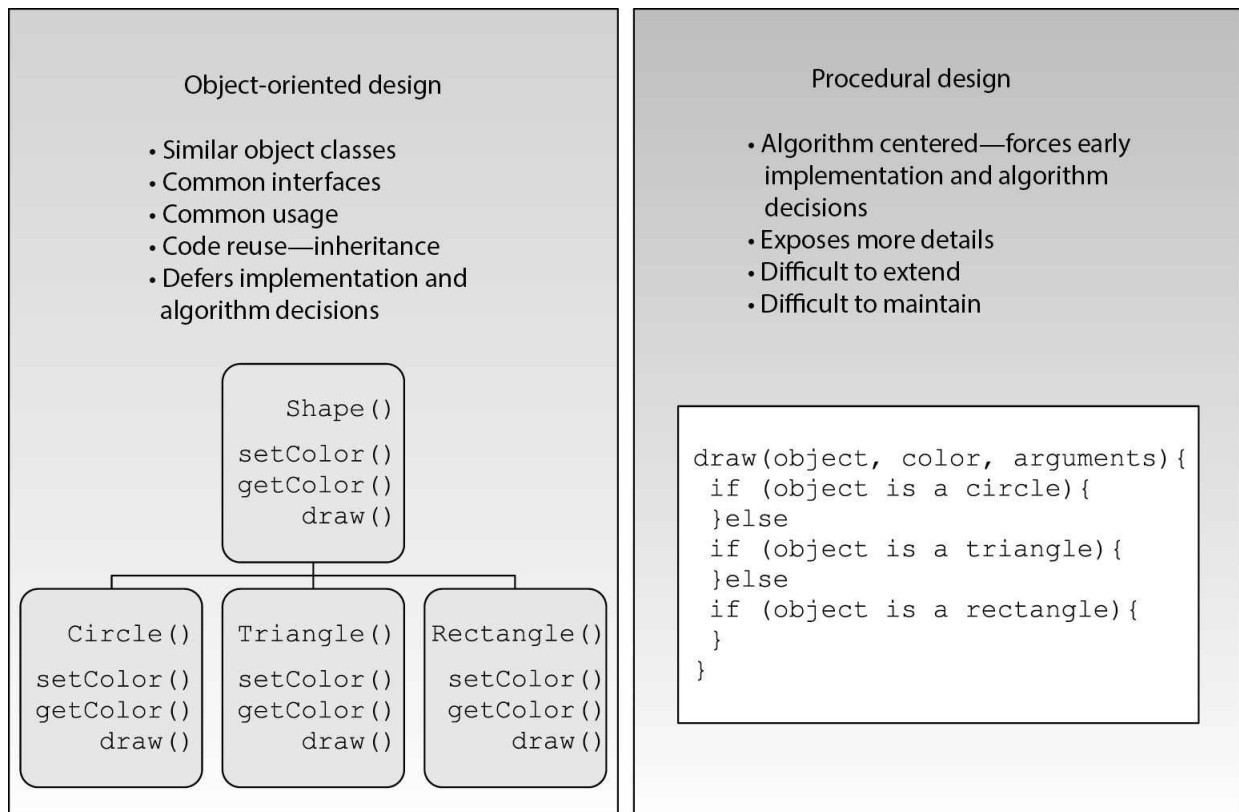 Object-oriented design
• Similar object classes
• Common interfaces
• Common usage
• Code reuse—inheritance
• Defers implementation and
algorithm decisions
Shape()
setColor()
getColor()
draw()
Circle()
setColor()
getColor()
draw()
Triangle()
setColor()
getColor()
draw()
Rectangle()
setColor()
getColor()
draw()
Procedural design
• Algorithm centered—forces early
implementation and algorithm
decisions
• Exposes more details
• Difficult to extend
• Difficult to maintain
draw(object, color, arguments){
if (object is a circle){
}else
if (object is a triangle){
}else
if (object is a rectangle){
}
}